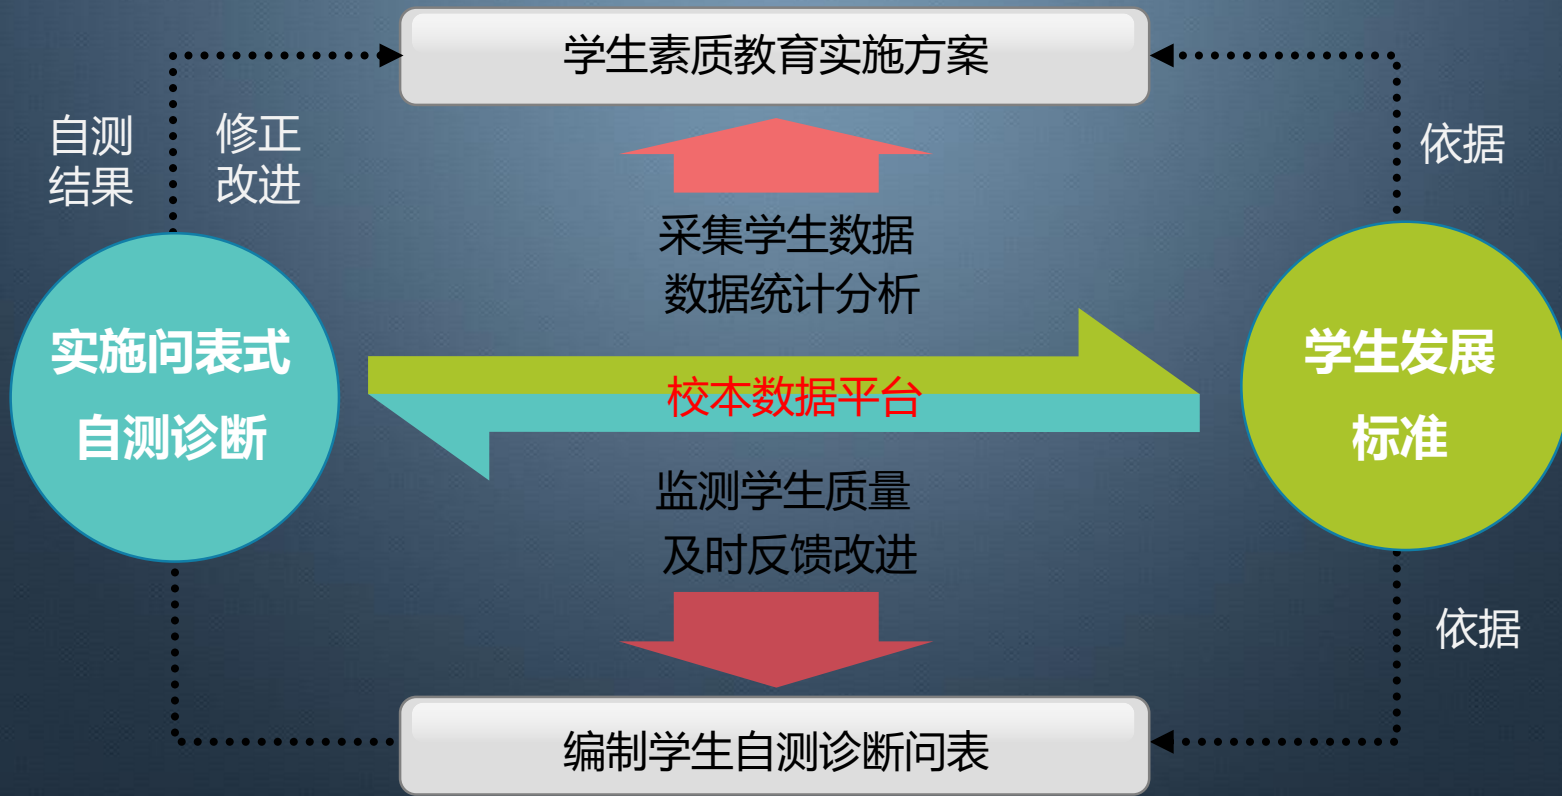 学生素质教育实施方案
自测
结果
修正
改进
依据
采集学生数据
数据统计分析
实施问表式
自测诊断
校本数据平台
学生发展
标准
监测学生质量
及时反馈改进
依据
编制学生自测诊断问表